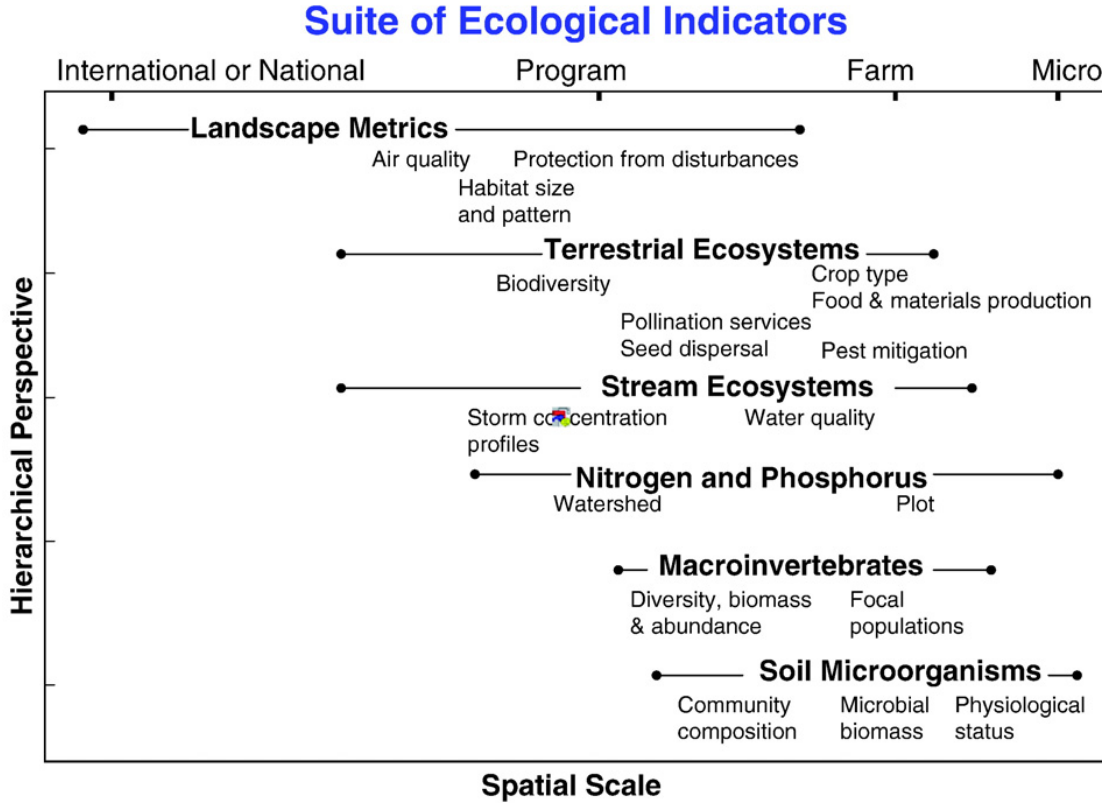 Suite of Ecological Indicators
International or National Program Farm Micro
Landscape Metrics
Air quality Protection from disturbances
Habitat size
and pattern
Terrestrial Ecosystems
Biodiversity Crop type
Food & materials production
Pollination services
Seed dispersal Pest mitigation
Stream Ecosystems
Storm concentration Water quality
profiles
Nitrogen and Phosphorus
Watershed Plot
Macroinvertebrates
Diversity, biomass Focal
& abundance populations
Soil Microorganisms
Community Microbial Physiological
composition biomass status
Hierarchical Perspective
Spatial Scale